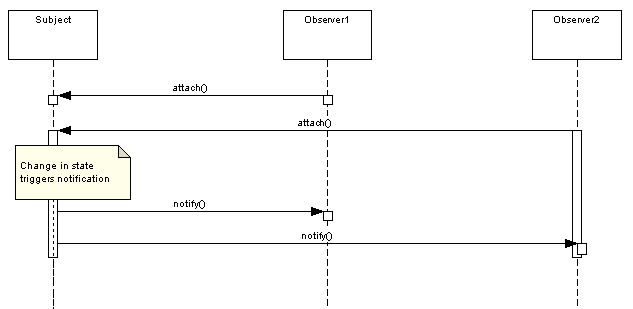 Subject
Observer1
Observer2
attach()
attach()
Change in state
triggers notification
notify()
notify()